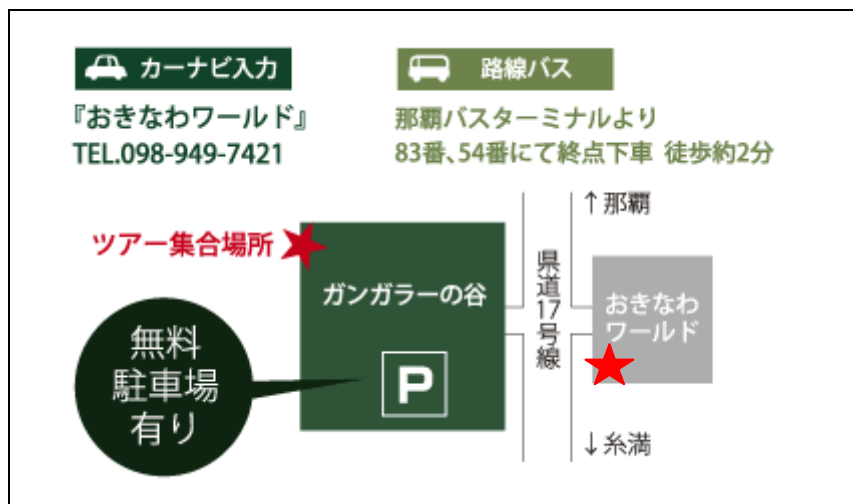 カーナビ入力
『おきなわワールド』
TEL.098-949-7421
路線バス
那覇バスターミナルより
83番、54番にて終点下車 徒歩約2分
↑那覇
ツアー集合場所
ガンガラーの谷
県道17号線
おきなわ
ワールド
無料
駐車場
有り
P
↓糸満